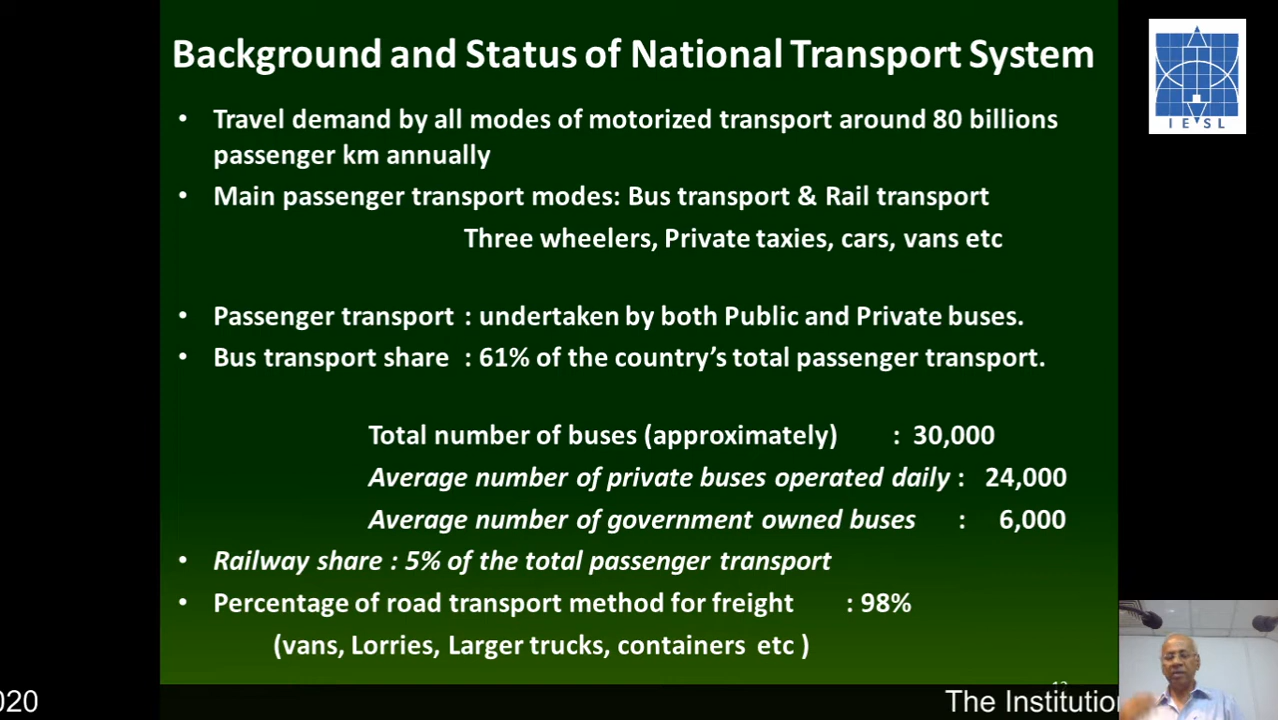 Background and Status of National Transport System
• Travel demand by all modes of motorized transport around 80 billions
passenger km annually
• Main passenger transport modes: Bus transport & Rail transport
Three wheelers, Private taxies, cars, vans etc
• Passenger transport : undertaken by both Public and Private buses.
• Bus transport share : 61% of the country's total passenger transport.
Total number of buses (approximately) : 30,000
Average number of private buses operated daily : 24,000
Average number of government owned buses : 6,000
• Railway share : 5% of the total passenger transport
• Percentage of road transport method for freight : 98%
(vans, Lorries, Larger trucks, containers etc )
IESL
020
The Institution